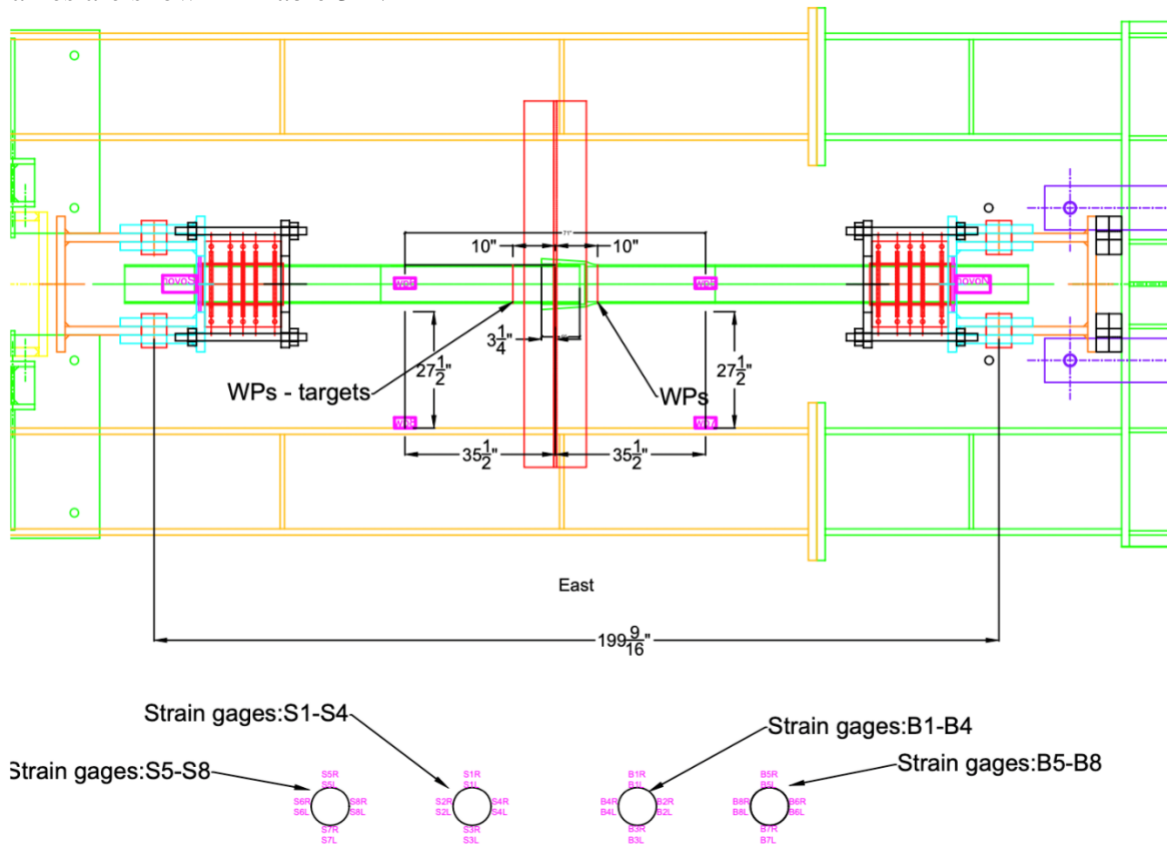 71"
10"
10"
Novon
Novon
3 1/4"
27 1/2"
27 1/2"
WPs - targets
WPs
35 1/2"
35 1/2"
East
199 9/16"
Strain gages:S1-S4
Strain gages:B1-B4
Strain gages:S5-S8
Strain gages:B5-B8
S5R
S1R
B1R
B5R
S5L
S1L
B1L
B5L
S6R
S8R
S2R
S4R
B4R
B2R
B8R
B6R
S6L
S8L
S2L
S4L
B4L
B2L
B8L
B6L
S7R
S3R
B3R
B7R
S7L
S3L
B3L
B7L